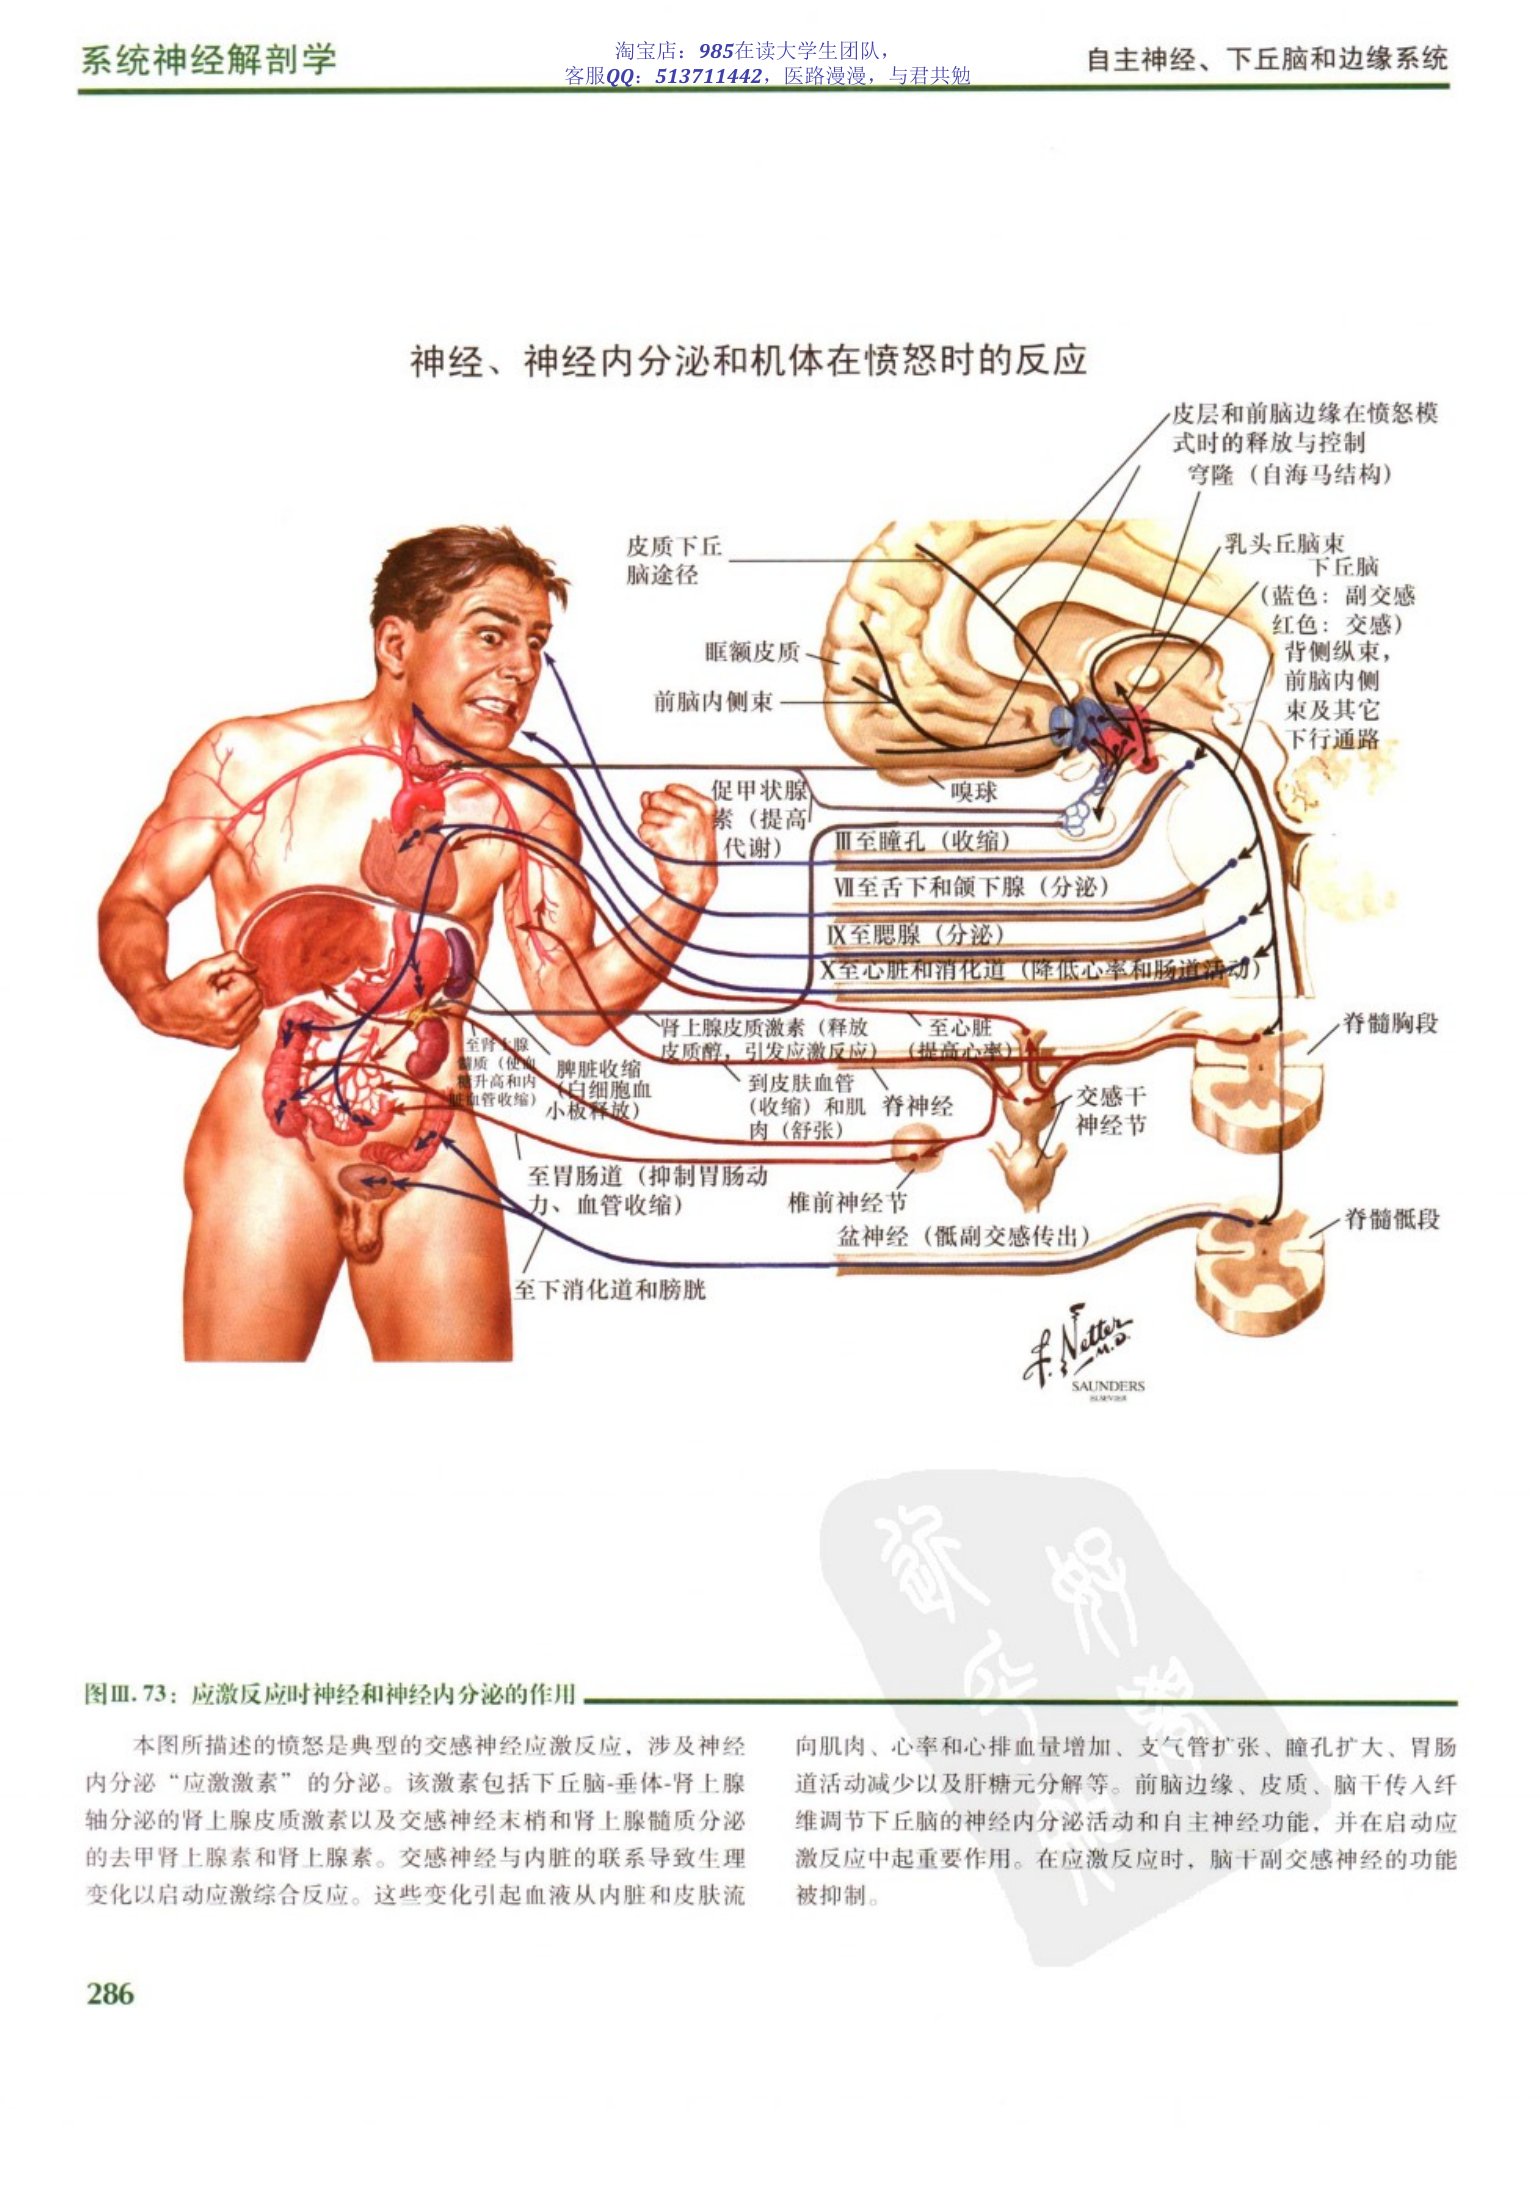 系统神经解剖学
淘宝店：985在读大学生团队，
客服QQ：513711442，医路漫漫，与君共勉
自主神经、下丘脑和边缘系统
神经、神经内分泌和机体在愤怒时的反应
皮层和前脑边缘在愤怒模
式时的释放与控制
穹隆（自海马结构）
皮质下丘
脑途径
乳头丘脑束
下丘脑
（蓝色：副交感
红色：交感）
眶额皮质
背侧纵束，
前脑内侧
束及其它
下行通路
前脑内侧束
嗅球
促甲状腺
素（提高
代谢）
Ⅲ至瞳孔（收缩）
Ⅶ至舌下和颌下腺（分泌）
Ⅸ至腮腺（分泌）
Ⅹ至心脏和消化道（降低心率和肠道活动）
肾上腺皮质激素（释放
皮质醇，引发应激反应）
至心脏
（提高心率）
脊髓胸段
至肾上腺
髓质（使血
糖升高和内
脏血管收缩）
脾脏收缩
（白细胞血
小板释放）
到皮肤血管
（收缩）和肌
肉（舒张）
脊神经
交感干
神经节
至胃肠道（抑制胃肠动
力、血管收缩）
椎前神经节
盆神经（骶副交感传出）
脊髓骶段
至下消化道和膀胱
F. Netter
M.D.
SAUNDERS
ELSEVIER
图Ⅲ.73：应激反应时神经和神经内分泌的作用
本图所描述的愤怒是典型的交感神经应激反应，涉及神经
内分泌“应激激素”的分泌。该激素包括下丘脑-垂体-肾上腺
轴分泌的肾上腺皮质激素以及交感神经末梢和肾上腺髓质分泌
的去甲肾上腺素和肾上腺素。交感神经与内脏的联系导致生理
变化以启动应激综合反应。这些变化引起血液从内脏和皮肤流
向肌肉、心率和心排血量增加、支气管扩张、瞳孔扩大、胃肠
道活动减少以及肝糖元分解等。前脑边缘、皮质、脑干传入纤
维调节下丘脑的神经内分泌活动和自主神经功能，并在启动应
激反应中起重要作用。在应激反应时，脑干副交感神经的功能
被抑制。
286